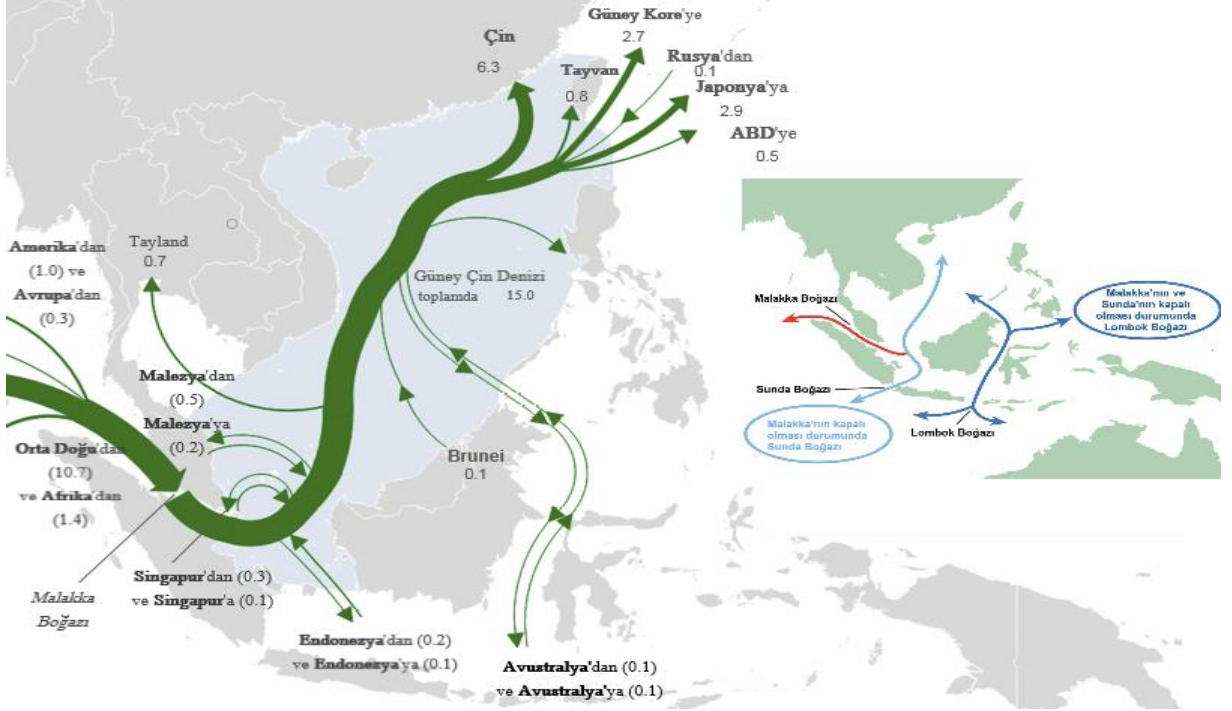 Güney Kore'ye
2.7
Çin
6.3
Tayvan
0.8
Rusya'dan
0.1
Japonya'ya
2.9
ABD'ye
0.5
Amerika'dan
(1.0) ve
Avrupa'dan
(0.3)
Tayland
0.7
Güney Çin Denizi
toplamda 15.0
Malezya'dan
(0.5)
Malezya'ya
(0.2)
Orta Doğu'dan
(10.7)
ve Afrika'dan
(1.4)
Brunei
0.1
Singapur'dan (0.3)
ve Singapur'a (0.1)
Malakka
Boğazı
Endonezya'dan (0.2)
ve Endonezya'ya (0.1)
Avustralya'dan (0.1)
ve Avustralya'ya (0.1)
Malakka Boğazı
Malakka'nın ve
Sunda'nın kapalı
olması durumunda
Lombok Boğazı
Sunda Boğazı
Malakka'nın kapalı
olması durumunda
Sunda Boğazı
Lombok Boğazı